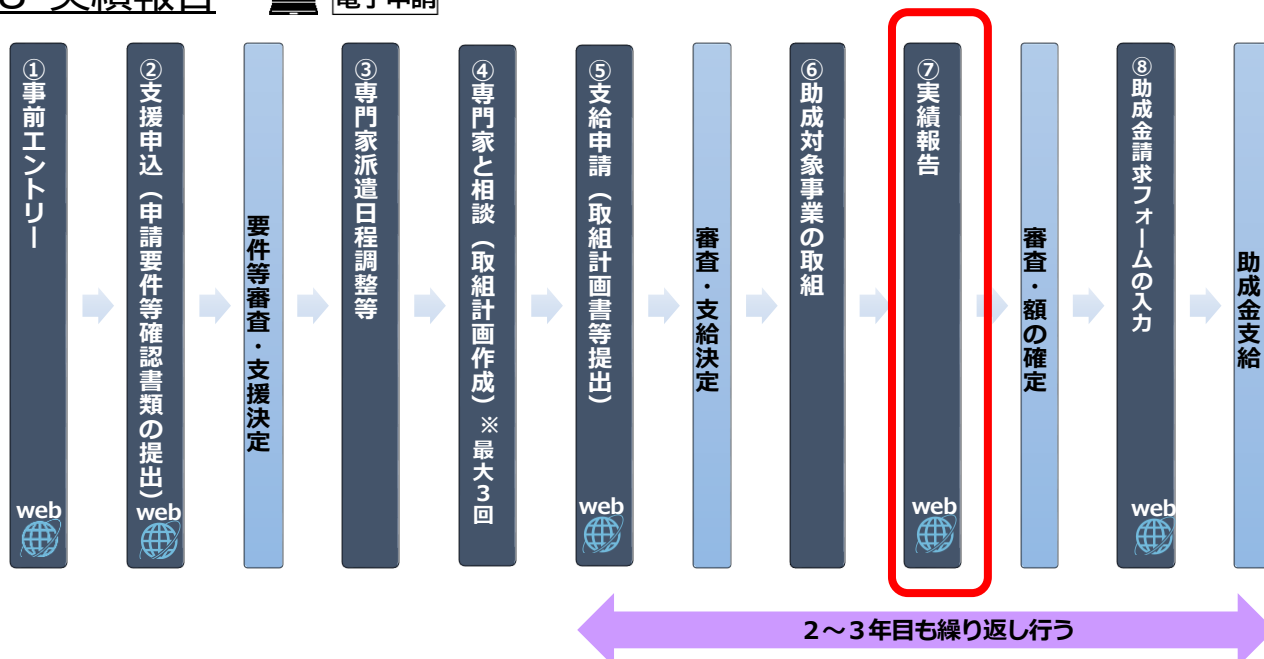 実績報告
電子申請
①事前エントリー
web
②支援申込（申請要件等確認書類の提出）
web
要件等審査・支援決定
③専門家派遣日程調整等
④専門家と相談（取組計画作成）※最大３回
⑤支給申請（取組計画書等提出）
web
審査・支給決定
⑥助成対象事業の取組
⑦実績報告
web
審査・額の確定
⑧助成金請求フォームの入力
web
助成金支給
２～３年目も繰り返し行う